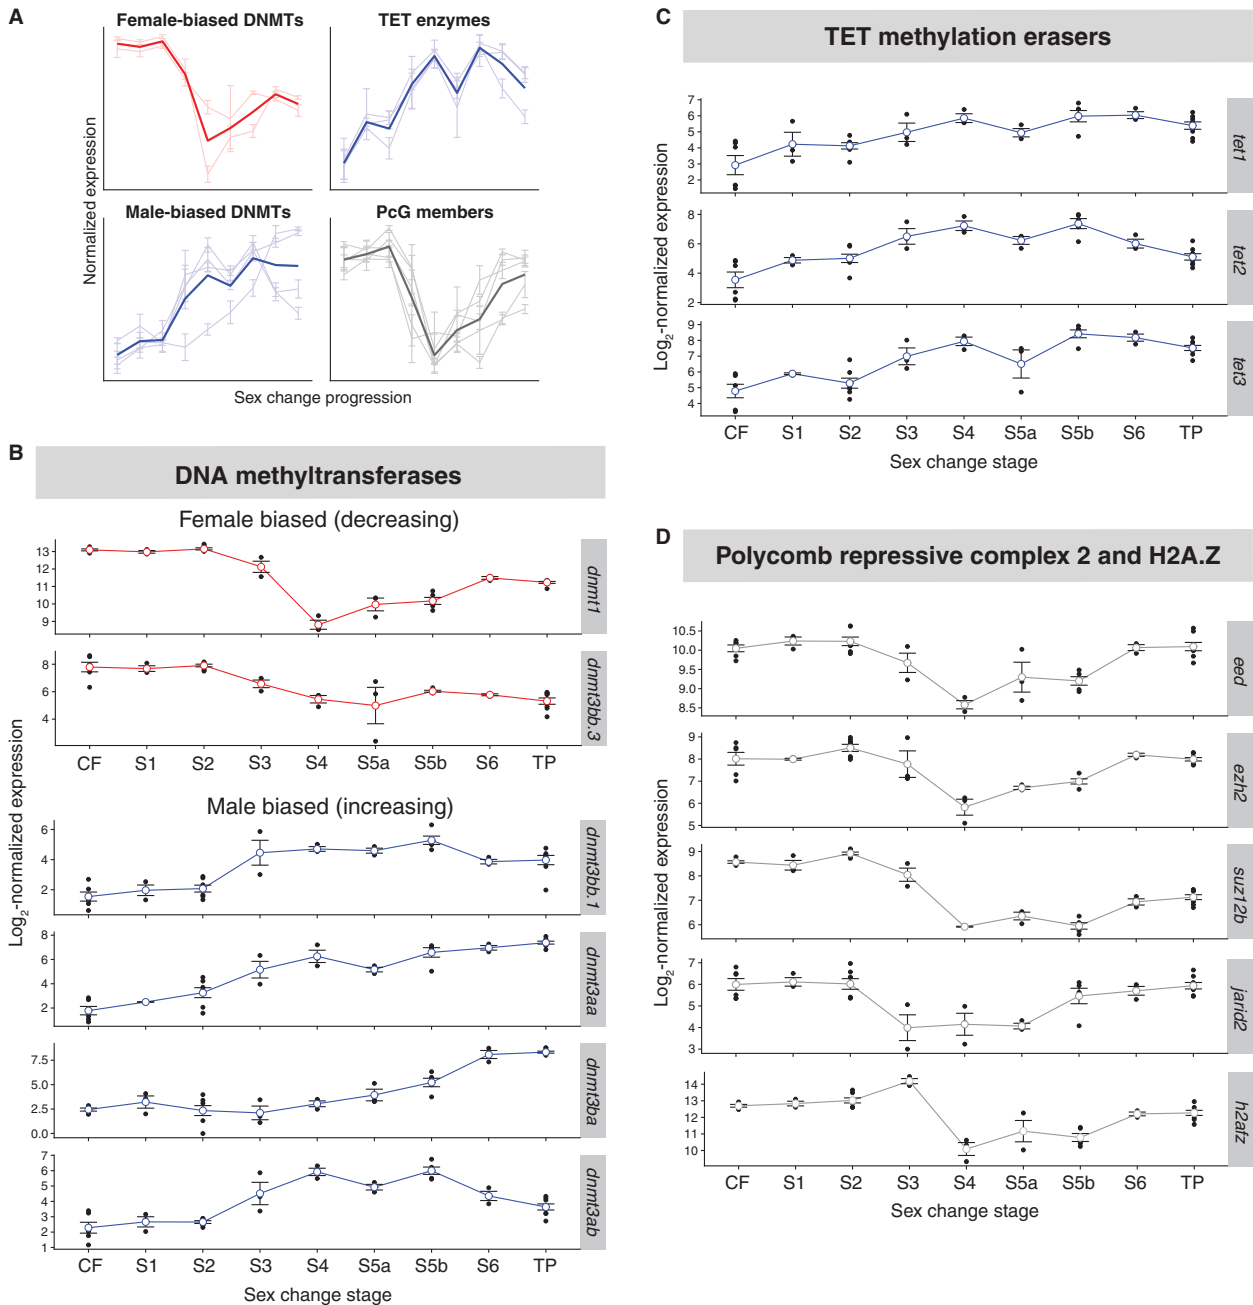 A
Female-biased DNMTs
TET enzymes
Male-biased DNMTs
PcG members
Normalized expression
Sex change progression
B
DNA methyltransferases
Female biased (decreasing)
13
12
11
10
9
dnmt1
8
6
4
dnmt3bb.3
CF S1 S2 S3 S4 S5a S5b S6 TP
Male biased (increasing)
6
4
2
dnmt3bb.1
8
6
4
2
dnmt3aa
7.5
5.0
2.5
0.0
dnmt3ba
7
6
5
4
3
2
1
dnmt3ab
Log2-normalized expression
CF S1 S2 S3 S4 S5a S5b S6 TP
Sex change stage
C
TET methylation erasers
7
6
5
4
3
2
tet1
8
6
4
2
tet2
9
8
7
6
5
4
tet3
Log2-normalized expression
CF S1 S2 S3 S4 S5a S5b S6 TP
Sex change stage
D
Polycomb repressive complex 2 and H2A.Z
10.5
10.0
9.5
9.0
8.5
eed
9
8
7
6
5
ezh2
9
8
7
6
suz12b
7
6
5
4
3
jarid2
14
13
12
11
10
h2afz
Log2-normalized expression
CF S1 S2 S3 S4 S5a S5b S6 TP
Sex change stage